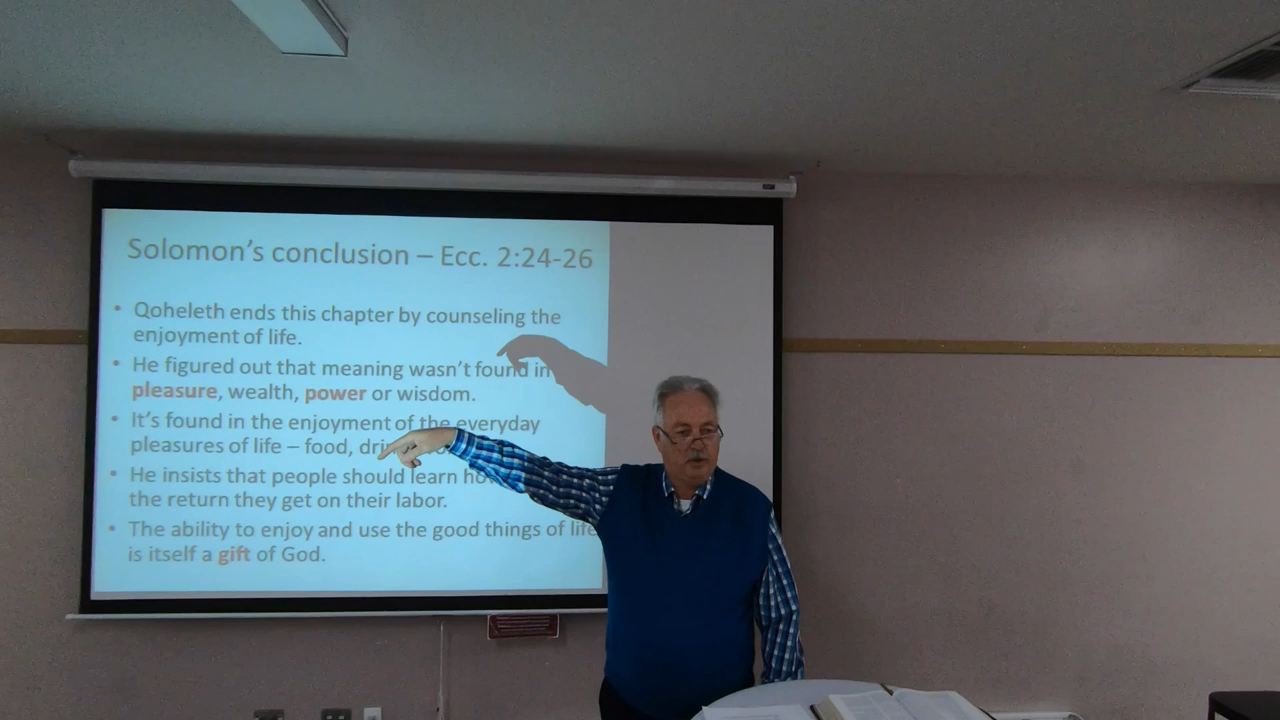 Solomon's conclusion – Ecc. 2:24-26
• Qoheleth ends this chapter by counseling the
enjoyment of life.
• He figured out that meaning wasn't found in
pleasure, wealth, power or wisdom.
• It's found in the enjoyment of the everyday
pleasures of life – food,
• He insists that people should learn
the return they get on their labor.
• The ability to enjoy and use the good things of life
is itself a gift of God.